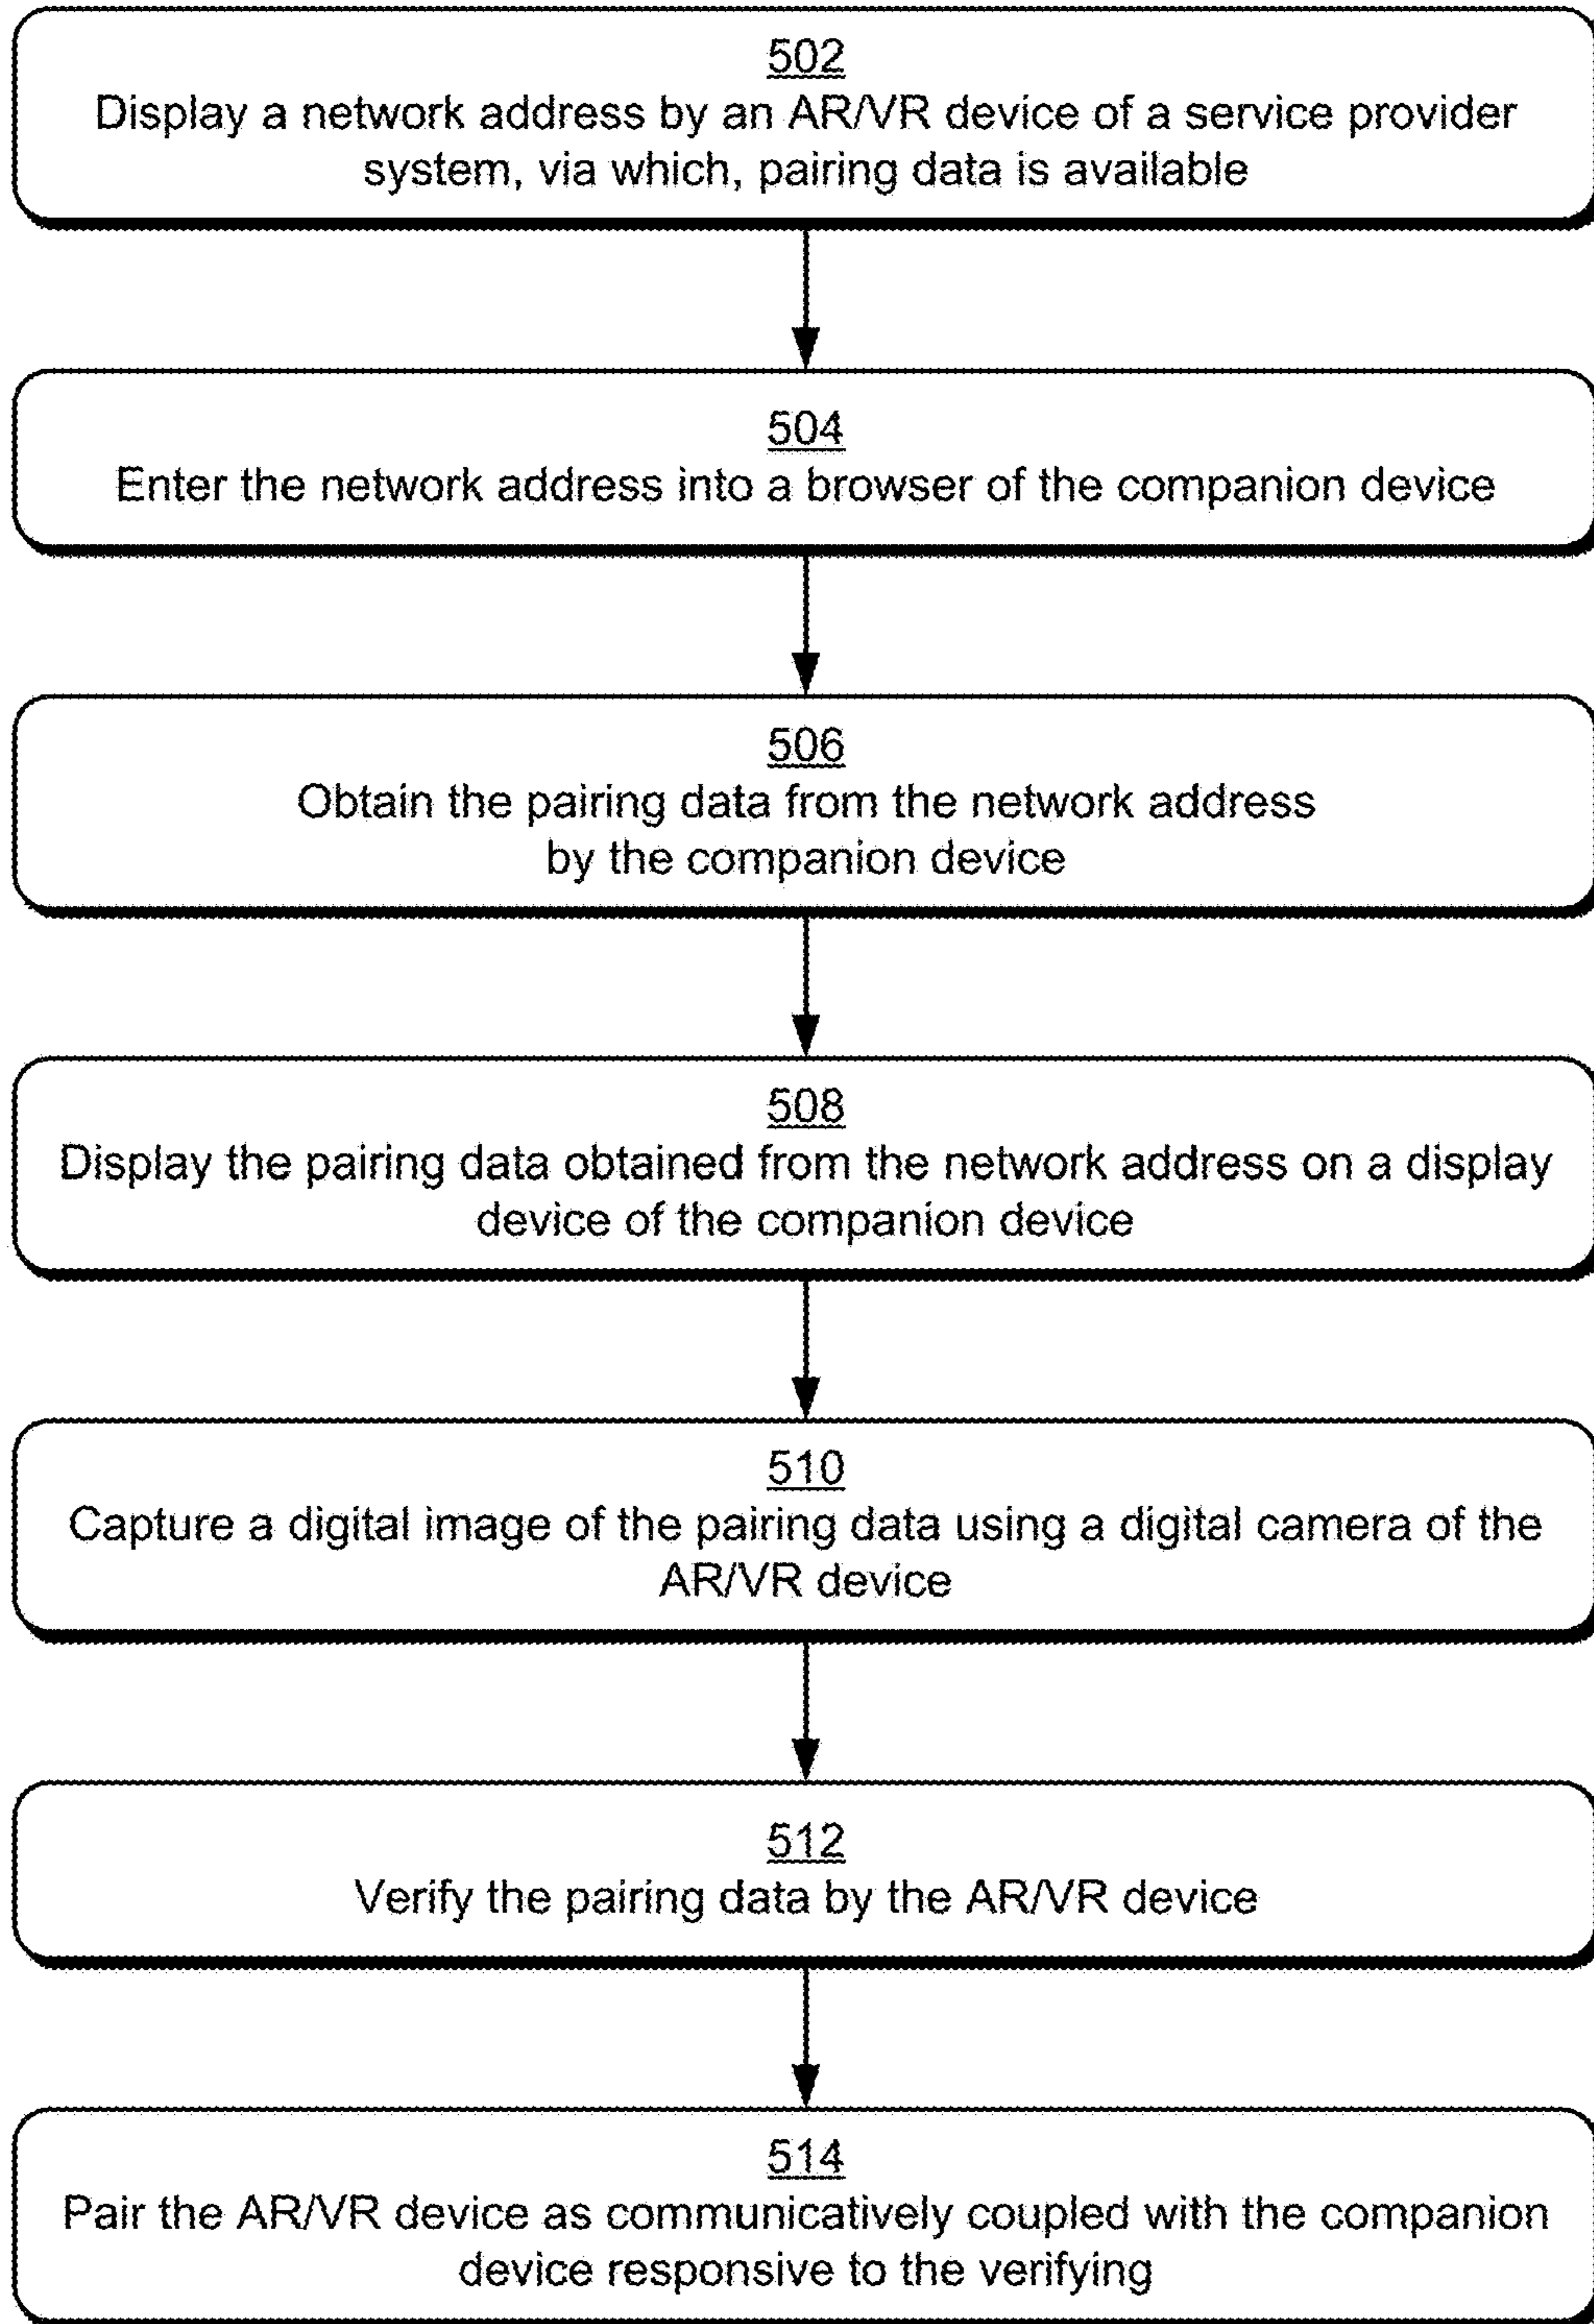 502
Display a network address by an AR/VR device of a service provider
system, via which, pairing data is available
504
Enter the network address into a browser of the companion device
506
Obtain the pairing data from the network address
by the companion device
508
Display the pairing data obtained from the network address on a display
device of the companion device
510
Capture a digital image of the pairing data using a digital camera of the
AR/VR device
512
Verify the pairing data by the AR/VR device
514
Pair the AR/VR device as communicatively coupled with the companion
device responsive to the verifying